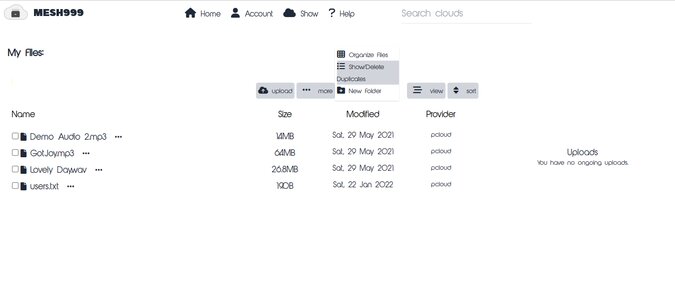 MESH999 Home Account Show Help Search clouds
My Files:
Organize Files
Show/Delete
Duplicates
New Folder
upload more view sort
Name Size Modified Provider
Demo Audio 2.mp3 ••• 1.4MB Sat, 29 May 2021 pcloud
GotJoy.mp3 ••• 6.4MB Sat, 29 May 2021 pcloud
Lovely Day.wav ••• 26.8MB Sat, 29 May 2021 pcloud
users.txt ••• 190B Sat, 22 Jan 2022 pcloud
Uploads
You have no ongoing uploads.